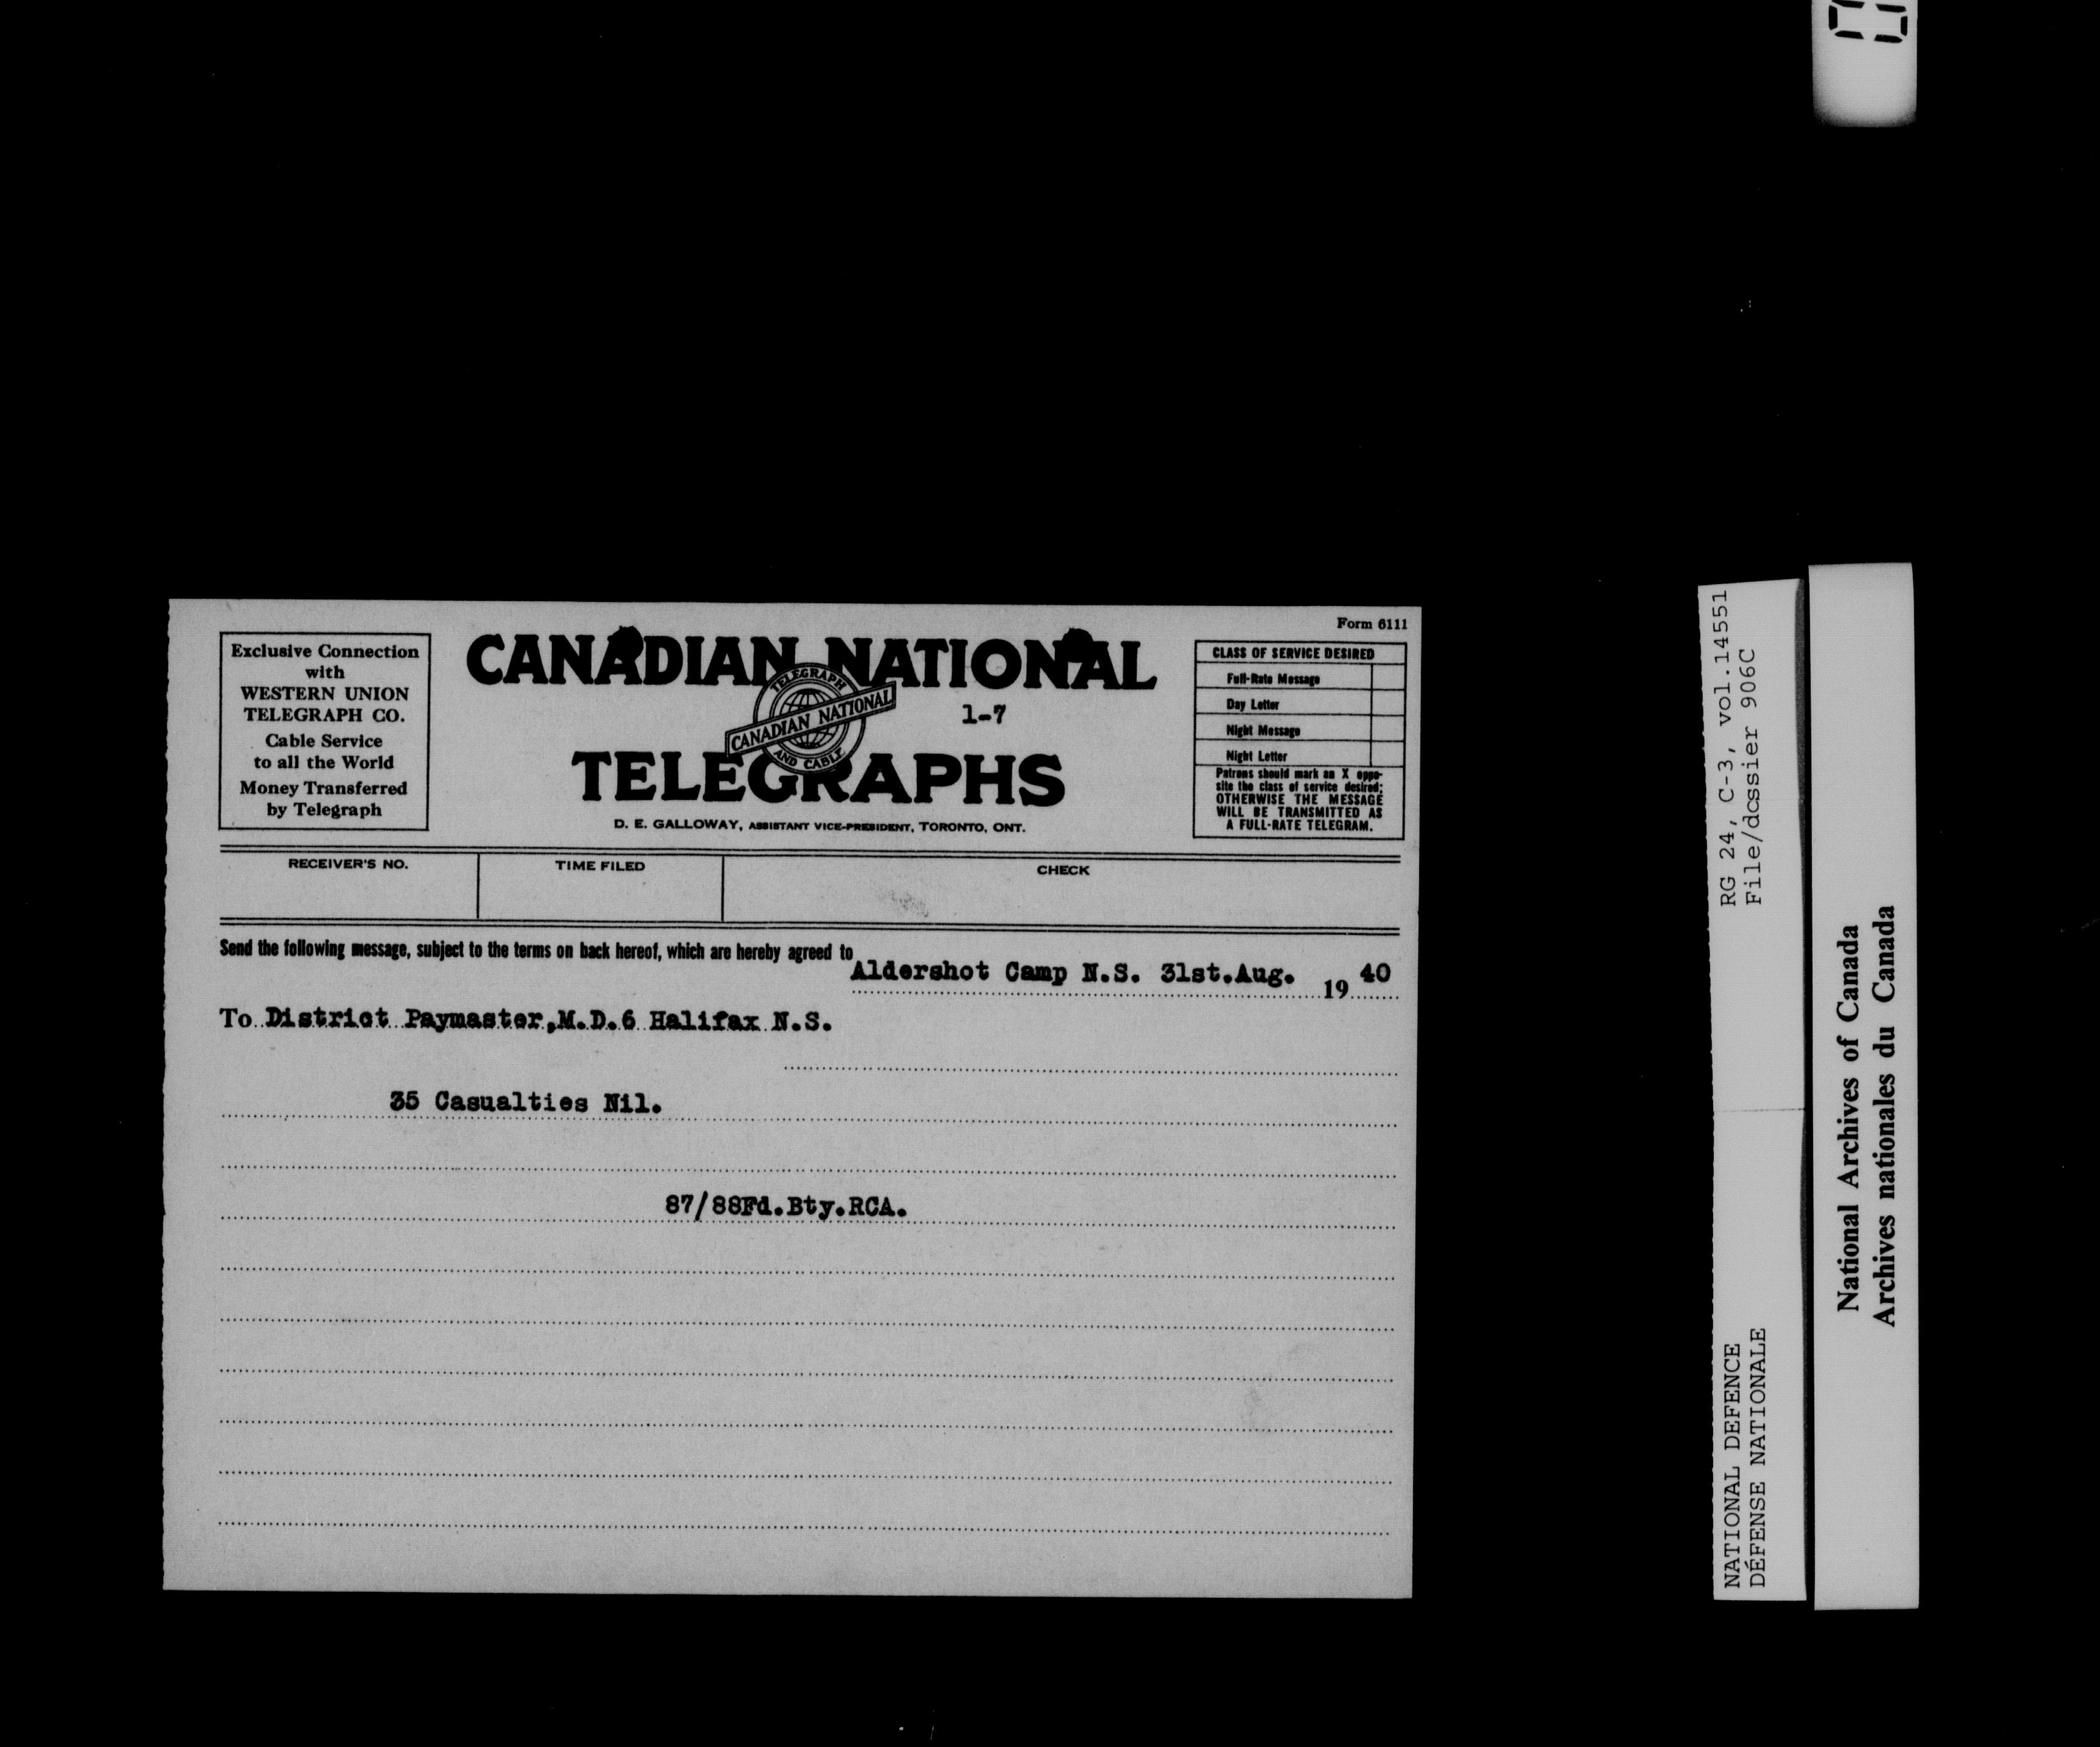 Form 6111
Exclusive Connection
with
WESTERN UNION
TELEGRAPH CO.
Cable Service
to all the World
Money Transferred
by Telegraph
CANADIAN NATIONAL
TELEGRAPH
CANADIAN NATIONAL
AND CABLE
1-7
TELEGRAPHS
D. E. GALLOWAY, ASSISTANT VICE-PRESIDENT, TORONTO, ONT.
CLASS OF SERVICE DESIRED
Full-Rate Message
Day Letter
Night Message
Night Letter
Patrons should mark an X oppo-
site the class of service desired;
OTHERWISE THE MESSAGE
WILL BE TRANSMITTED AS
A FULL-RATE TELEGRAM.
RECEIVER'S NO.
TIME FILED
CHECK
Send the following message, subject to the terms on back hereof, which are hereby agreed to
Aldershot Camp N.S. 31st.Aug. 19 40
To District Paymaster,M.D.6 Halifax N.S.
35 Casualties Nil.
87/88Fd.Bty.RCA.
RG 24, C-3, vol.14551
File/dossier 906C
NATIONAL DEFENCE
DÉFENSE NATIONALE
National Archives of Canada
Archives nationales du Canada